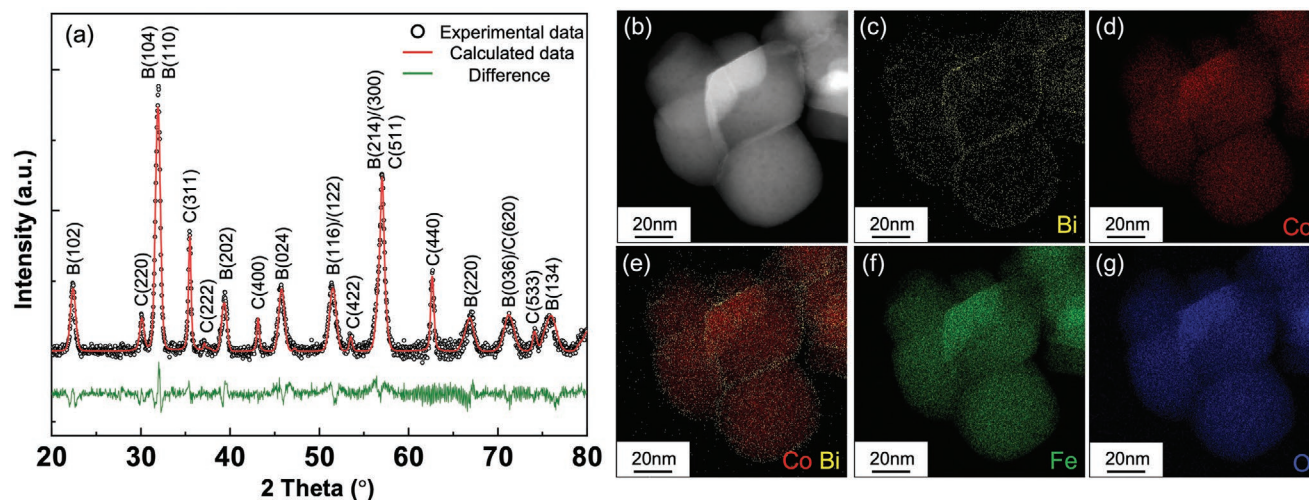 (a)
Experimental data
Calculated data
Difference
Intensity (a.u.)
B(102)
C(220)
B(104)
B(110)
C(311)
C(222)
B(202)
C(400)
B(024)
B(116)/(122)
C(422)
B(214)/(300)
C(511)
C(440)
B(220)
B(036)/C(620)
C(533)
B(134)
20 30 40 50 60 70 80
2 Theta (°)
(b)
20nm
(c)
20nm
Bi
(d)
20nm
Co
(e)
20nm
Co Bi
(f)
20nm
Fe
(g)
20nm
O